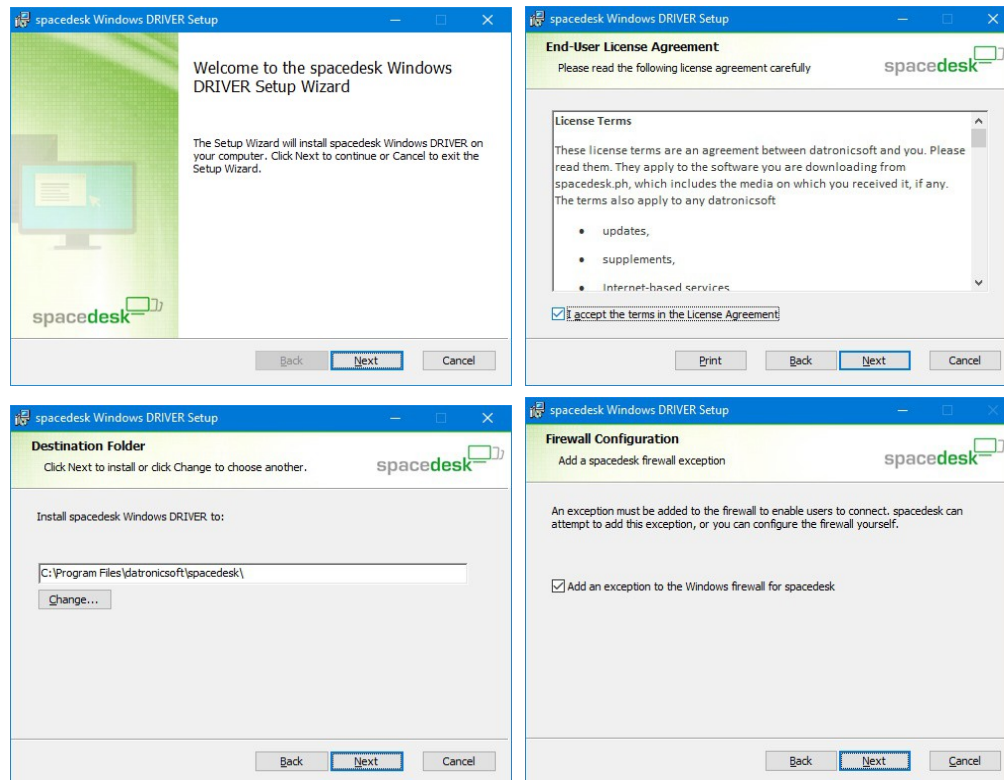 spacedesk Windows DRIVER Setup
Welcome to the spacedesk Windows
DRIVER Setup Wizard
The Setup Wizard will install spacedesk Windows DRIVER on
your computer. Click Next to continue or Cancel to exit the
Setup Wizard.
spacedesk
Back Next Cancel
spacedesk Windows DRIVER Setup
End-User License Agreement
Please read the following license agreement carefully
spacedesk
License Terms
These license terms are an agreement between datronicsoft and you. Please
read them. They apply to the software you are downloading from
spacedesk.ph, which includes the media on which you received it, if any.
The terms also apply to any datronicsoft
• updates,
• supplements,
• Internet-based services
I accept the terms in the License Agreement
Print Back Next Cancel
spacedesk Windows DRIVER Setup
Destination Folder
Click Next to install or click Change to choose another.
spacedesk
Install spacedesk Windows DRIVER to:
C:\Program Files\datronicsoft\spacedesk\
Change...
Back Next Cancel
spacedesk Windows DRIVER Setup
Firewall Configuration
Add a spacedesk firewall exception
spacedesk
An exception must be added to the firewall to enable users to connect. spacedesk can
attempt to add this exception, or you can configure the firewall yourself.
Add an exception to the Windows firewall for spacedesk
Back Next Cancel